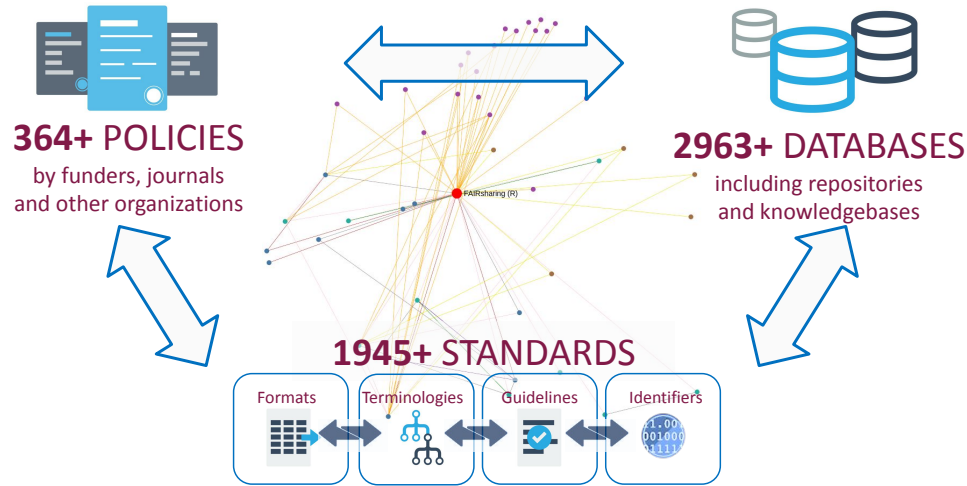 364+ POLICIES
by funders, journals
and other organizations
2963+ DATABASES
including repositories
and knowledgebases
FAIRsharing (R)
1945+ STANDARDS
Formats
Terminologies
Guidelines
Identifiers
001000